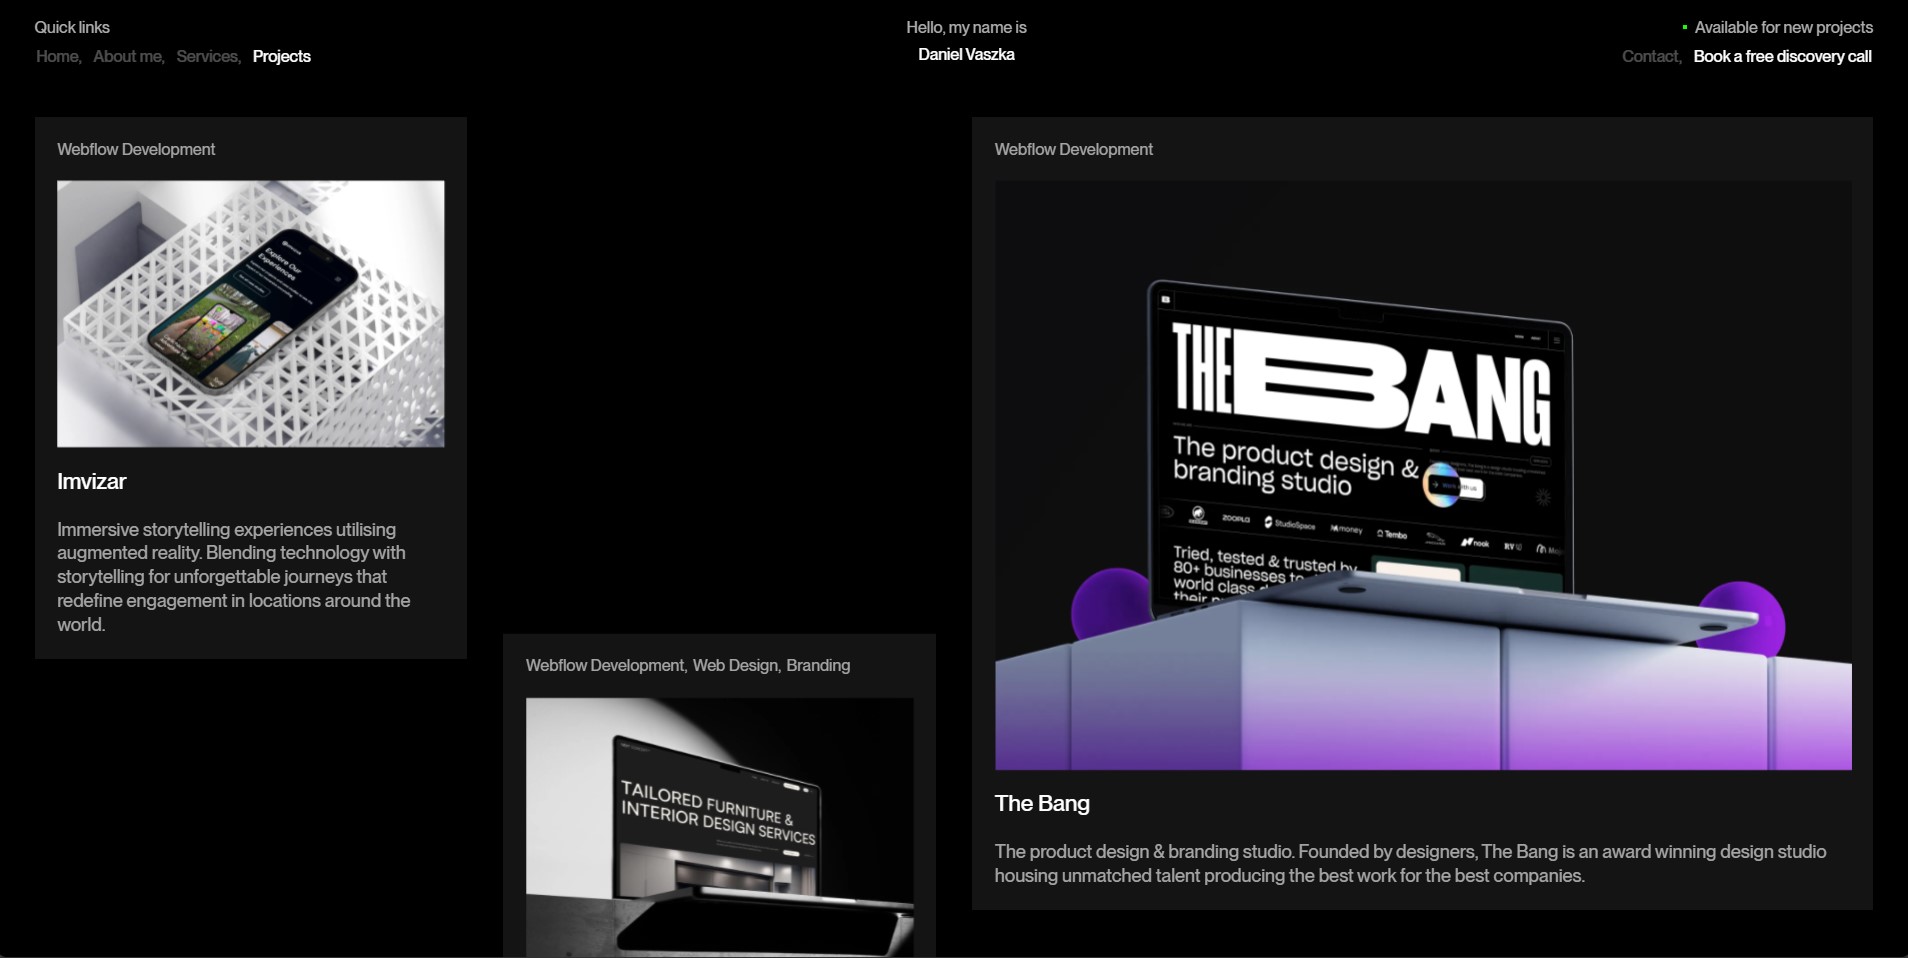 Quick links
Home, About me, Services, Projects
Hello, my name is
Daniel Vaszka
Available for new projects
Contact, Book a free discovery call
Webflow Development
Explore Our
Experiences
Imvizar
Immersive storytelling experiences utilising
augmented reality. Blending technology with
storytelling for unforgettable journeys that
redefine engagement in locations around the
world.
Webflow Development, Web Design, Branding
TAILORED FURNITURE &
INTERIOR DESIGN SERVICES
Webflow Development
THE BANG
The product design &
branding studio
ZOOPLA StudioSpace money Tembo nook
Tried, tested & trusted by
80+ businesses to
world class
their
The Bang
The product design & branding studio. Founded by designers, The Bang is an award winning design studio
housing unmatched talent producing the best work for the best companies.